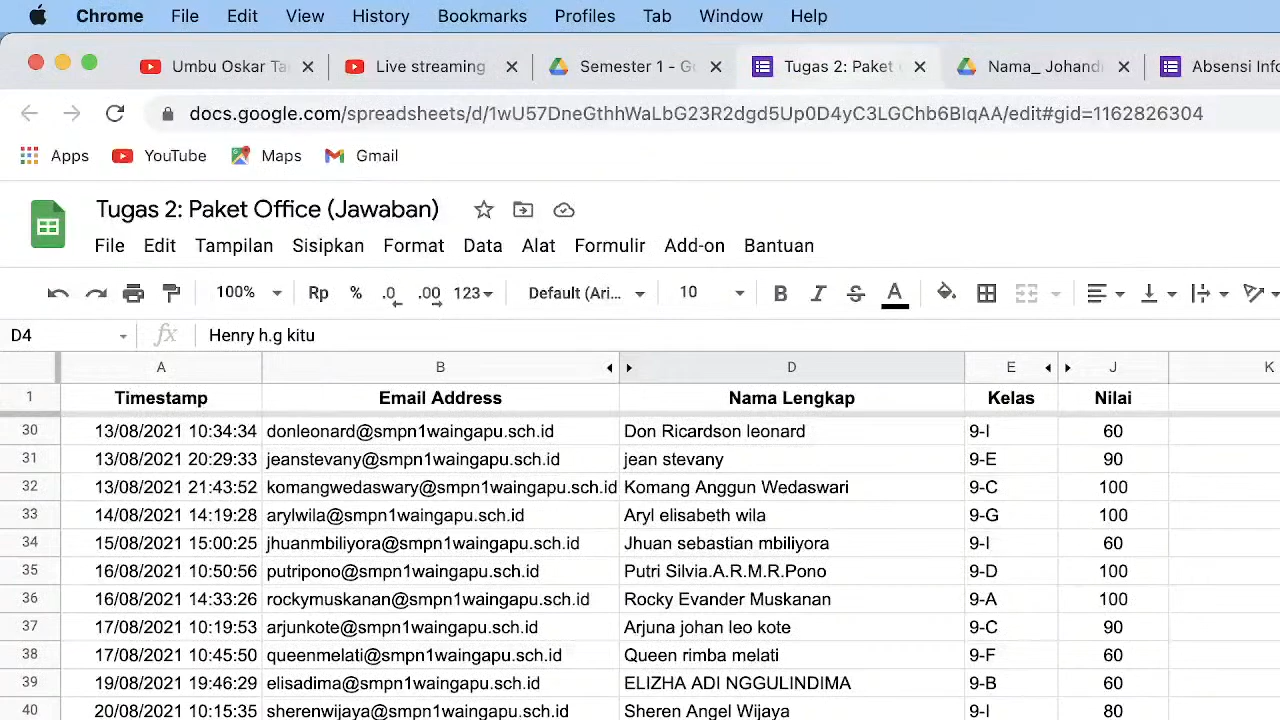 Chrome File Edit View History Bookmarks Profiles Tab Window Help
Umbu Oskar Ta Live streaming Semester 1 - G Tugas 2: Paket Nama_ Johand Absensi Info
docs.google.com/spreadsheets/d/1wU57DneGthhWaLbG23R2dgd5Up0D4yC3LGChb6BIqAA/edit#gid=1162826304
Apps YouTube Maps Gmail
Tugas 2: Paket Office (Jawaban)
File Edit Tampilan Sisipkan Format Data Alat Formulir Add-on Bantuan
100% Rp % .0 .00 123 Default (Ari... 10 B I S A
D4 fx Henry h.g kitu
A B D E J K
1 Timestamp Email Address Nama Lengkap Kelas Nilai
30 13/08/2021 10:34:34 donleonard@smpn1waingapu.sch.id Don Ricardson leonard 9-I 60
31 13/08/2021 20:29:33 jeanstevany@smpn1waingapu.sch.id jean stevany 9-E 90
32 13/08/2021 21:43:52 komangwedaswary@smpn1waingapu.sch.id Komang Anggun Wedaswari 9-C 100
33 14/08/2021 14:19:28 arylwila@smpn1waingapu.sch.id Aryl elisabeth wila 9-G 100
34 15/08/2021 15:00:25 jhuanmbiliyora@smpn1waingapu.sch.id Jhuan sebastian mbiliyora 9-I 60
35 16/08/2021 10:50:56 putripono@smpn1waingapu.sch.id Putri Silvia.A.R.M.R.Pono 9-D 100
36 16/08/2021 14:33:26 rockymuskanan@smpn1waingapu.sch.id Rocky Evander Muskanan 9-A 100
37 17/08/2021 10:19:53 arjunkote@smpn1waingapu.sch.id Arjuna johan leo kote 9-C 90
38 17/08/2021 10:45:50 queenmelati@smpn1waingapu.sch.id Queen rimba melati 9-F 60
39 19/08/2021 19:46:29 elisadima@smpn1waingapu.sch.id ELIZHA ADI NGGULINDIMA 9-B 60
40 20/08/2021 10:15:35 sherenwijaya@smpn1waingapu.sch.id Sheren Angel Wijaya 9-I 80